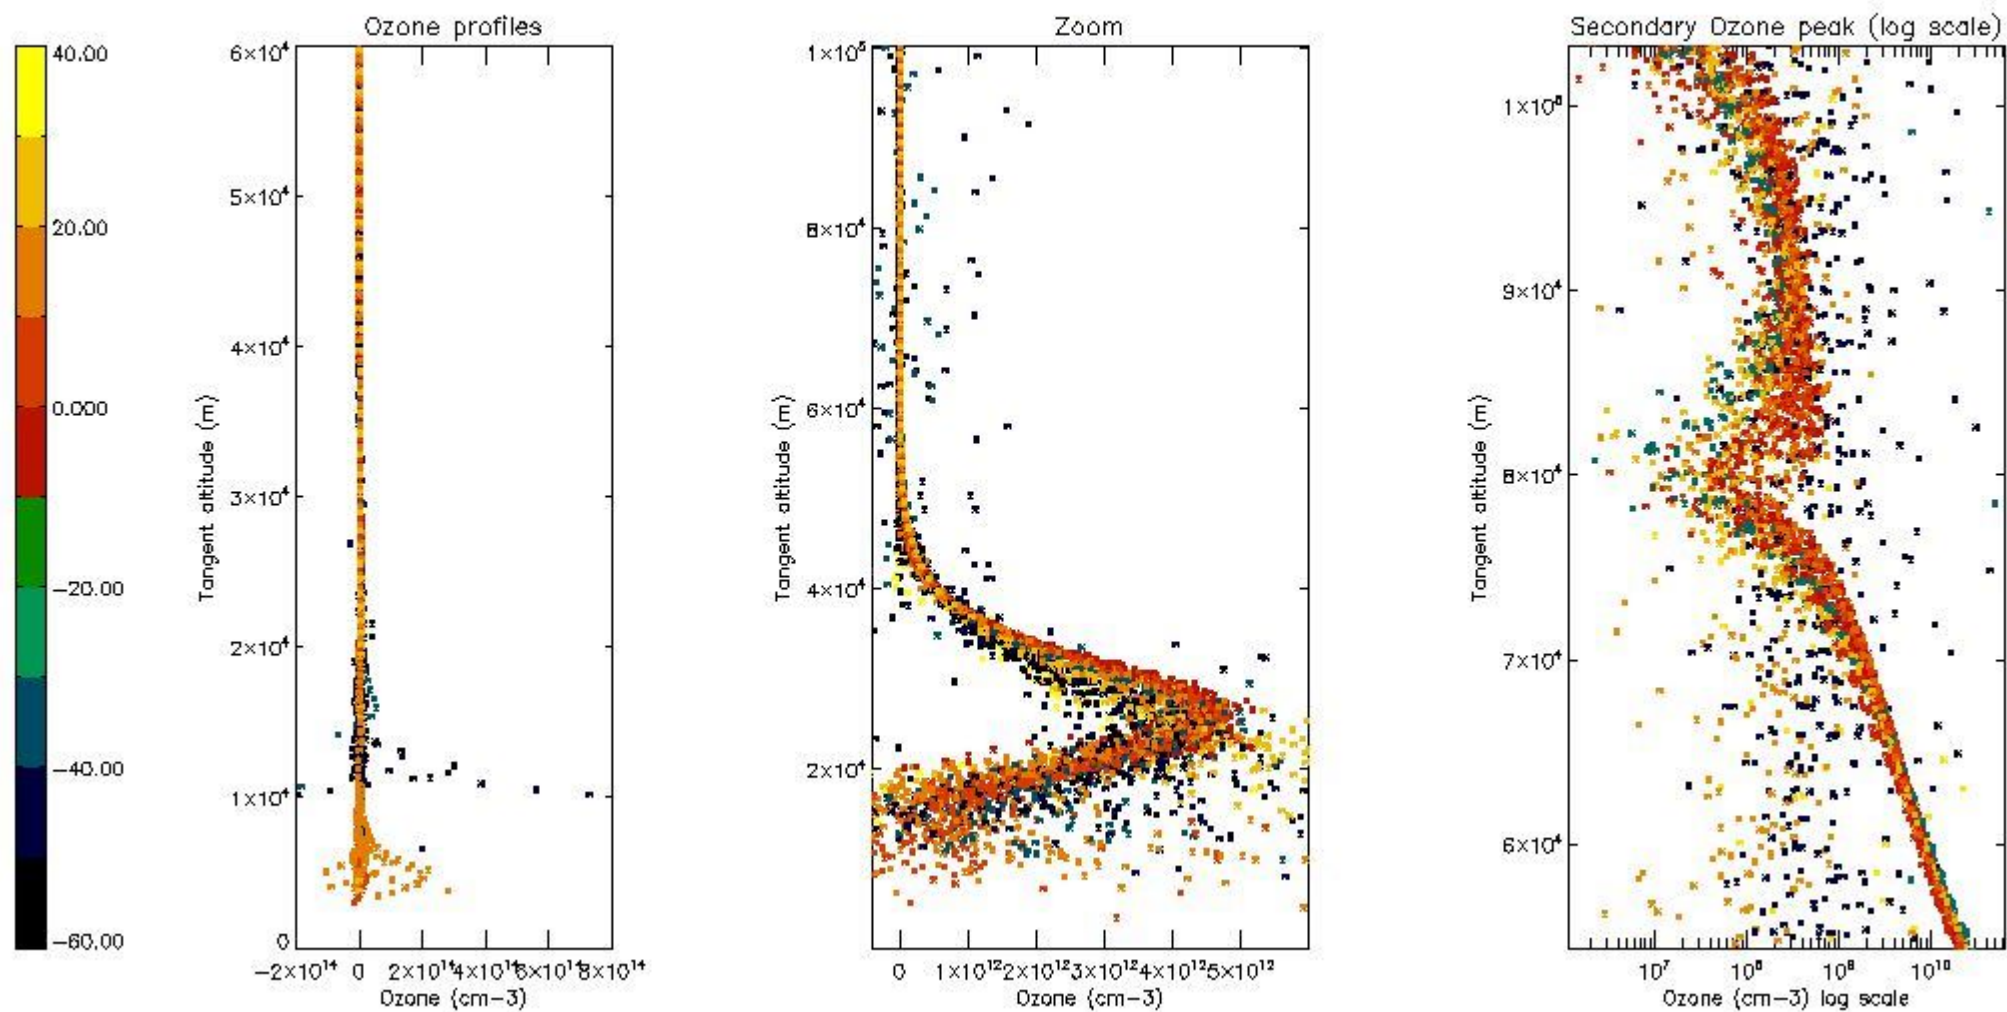 Ozone profiles
Zoom
Secondary Ozone peak (log scale)
40.00
20.00
0.000
−20.00
−40.00
−60.00
6×10⁴
5×10⁴
4×10⁴
3×10⁴
2×10⁴
1×10⁴
0
Tangent altitude (m)
−2×10¹⁴ 0 2×10¹⁴ 4×10¹⁴ 6×10¹⁴ 8×10¹⁴
Ozone (cm−3)
1×10⁵
8×10⁴
6×10⁴
4×10⁴
2×10⁴
Tangent altitude (m)
0 1×10¹² 2×10¹² 3×10¹² 4×10¹² 5×10¹²
Ozone (cm−3)
1×10⁵
9×10⁴
8×10⁴
7×10⁴
6×10⁴
Tangent altitude (m)
10⁷ 10⁸ 10⁹ 10¹⁰
Ozone (cm−3) log scale